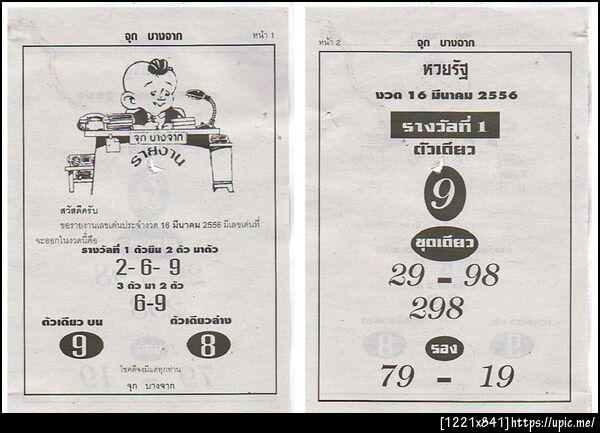 จุก บางจาก
หน้า 1
จุก บางจาก
รายงาน
สวัสดีครับ
ขอรายงานเลขเด่นประจำงวด 16 มีนาคม 2556 มีเลขเด่นที่
จะออกในงวดนี้คือ
รางวัลที่ 1 ตัวยืน 2 ตัว มาตัว
2-6-9
3 ตัว มา 2 ตัว
6-9
ตัวเดียว บน
ตัวเดียวล่าง
9
8
โชคดีจงมีแด่ทุกท่าน
จุก บางจาก
หน้า 2
จุก บางจาก
หวยรัฐ
งวด 16 มีนาคม 2556
รางวัลที่ 1
ตัวเดียว
9
ชุดเดียว
29 - 98
298
รอง
79 - 19
[1221x841]https://upic.me/